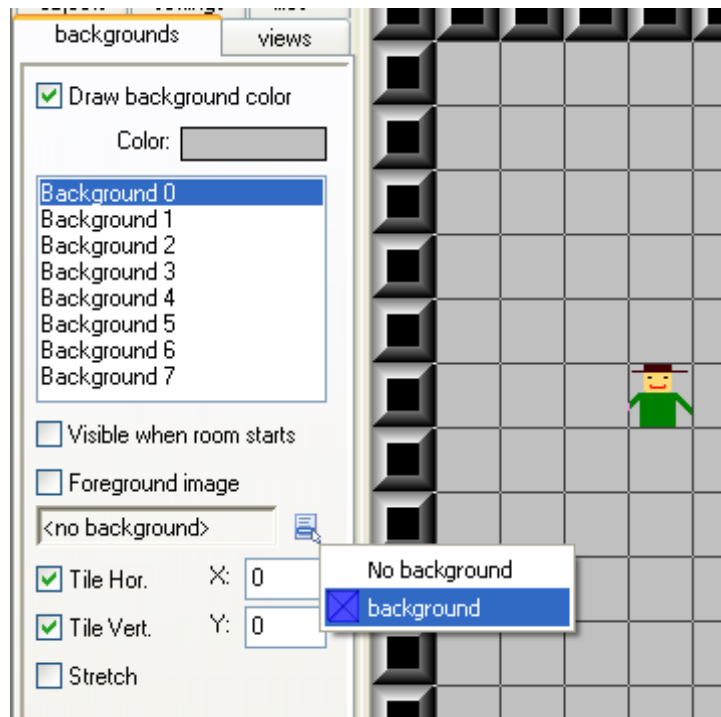 backgrounds
views
Draw background color
Color:
Background 0
Background 1
Background 2
Background 3
Background 4
Background 5
Background 6
Background 7
Visible when room starts
Foreground image
<no background>
No background
Tile Hor. X: 0
background
Tile Vert. Y: 0
Stretch